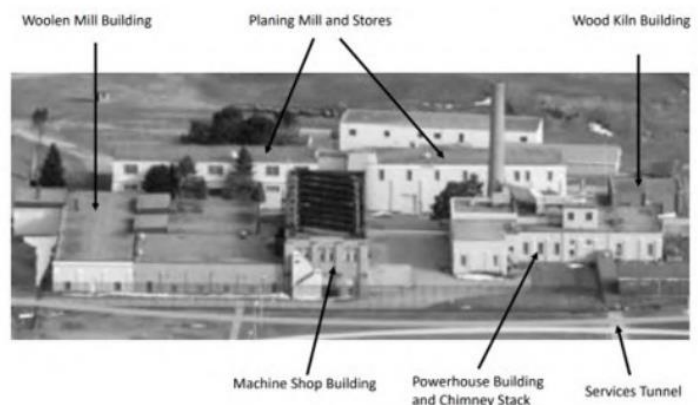 Woolen Mill Building
Planing Mill and Stores
Wood Kiln Building
Machine Shop Building
Powerhouse Building
and Chimney Stack
Services Tunnel